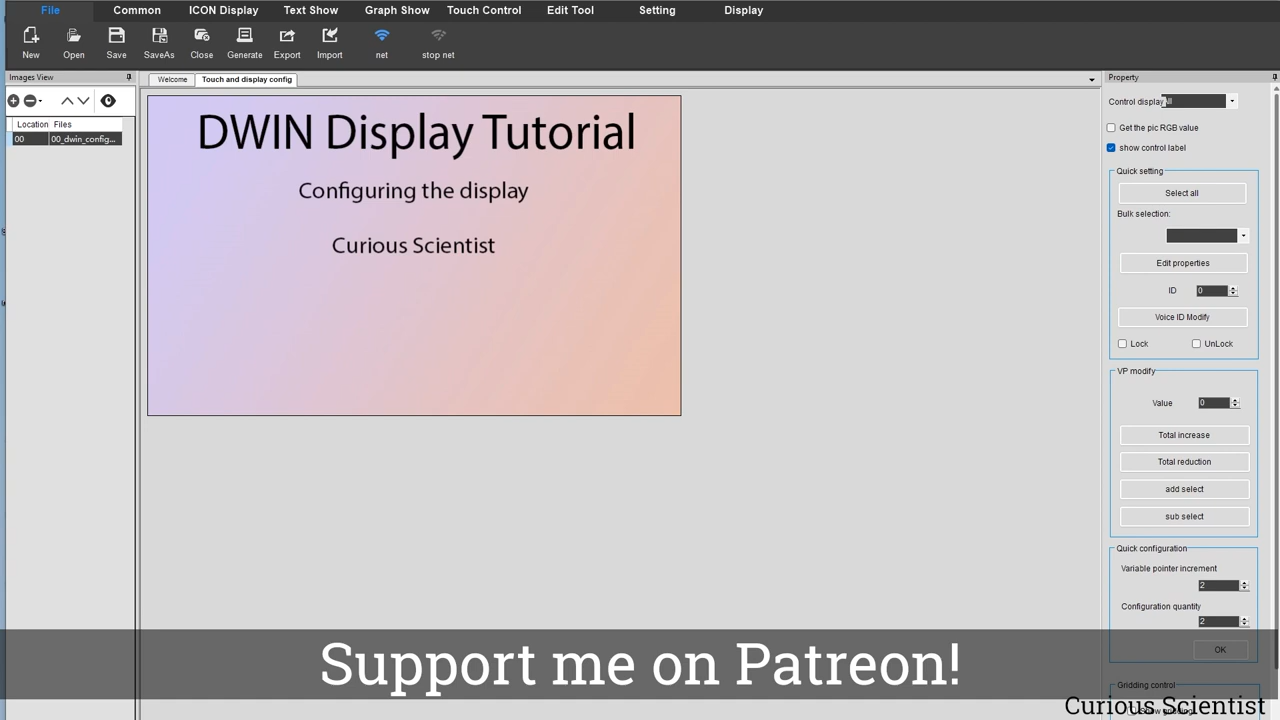 File Common ICON Display Text Show Graph Show Touch Control Edit Tool Setting Display
New Open Save SaveAs Close Generate Export Import net stop net
Images View
Welcome Touch and display config
Property
Location Files
00 00_dwin_config...
DWIN Display Tutorial
Configuring the display
Curious Scientist
Control display
Get the pic RGB value
show control label
Quick setting
Select all
Bulk selection:
Edit properties
ID 0
Voice ID Modify
Lock UnLock
VP modify
Value 0
Total increase
Total reduction
add select
sub select
Quick configuration
Variable pointer increment
2
Configuration quantity
2
OK
Support me on Patreon!
Gridding control
Curious Scientist